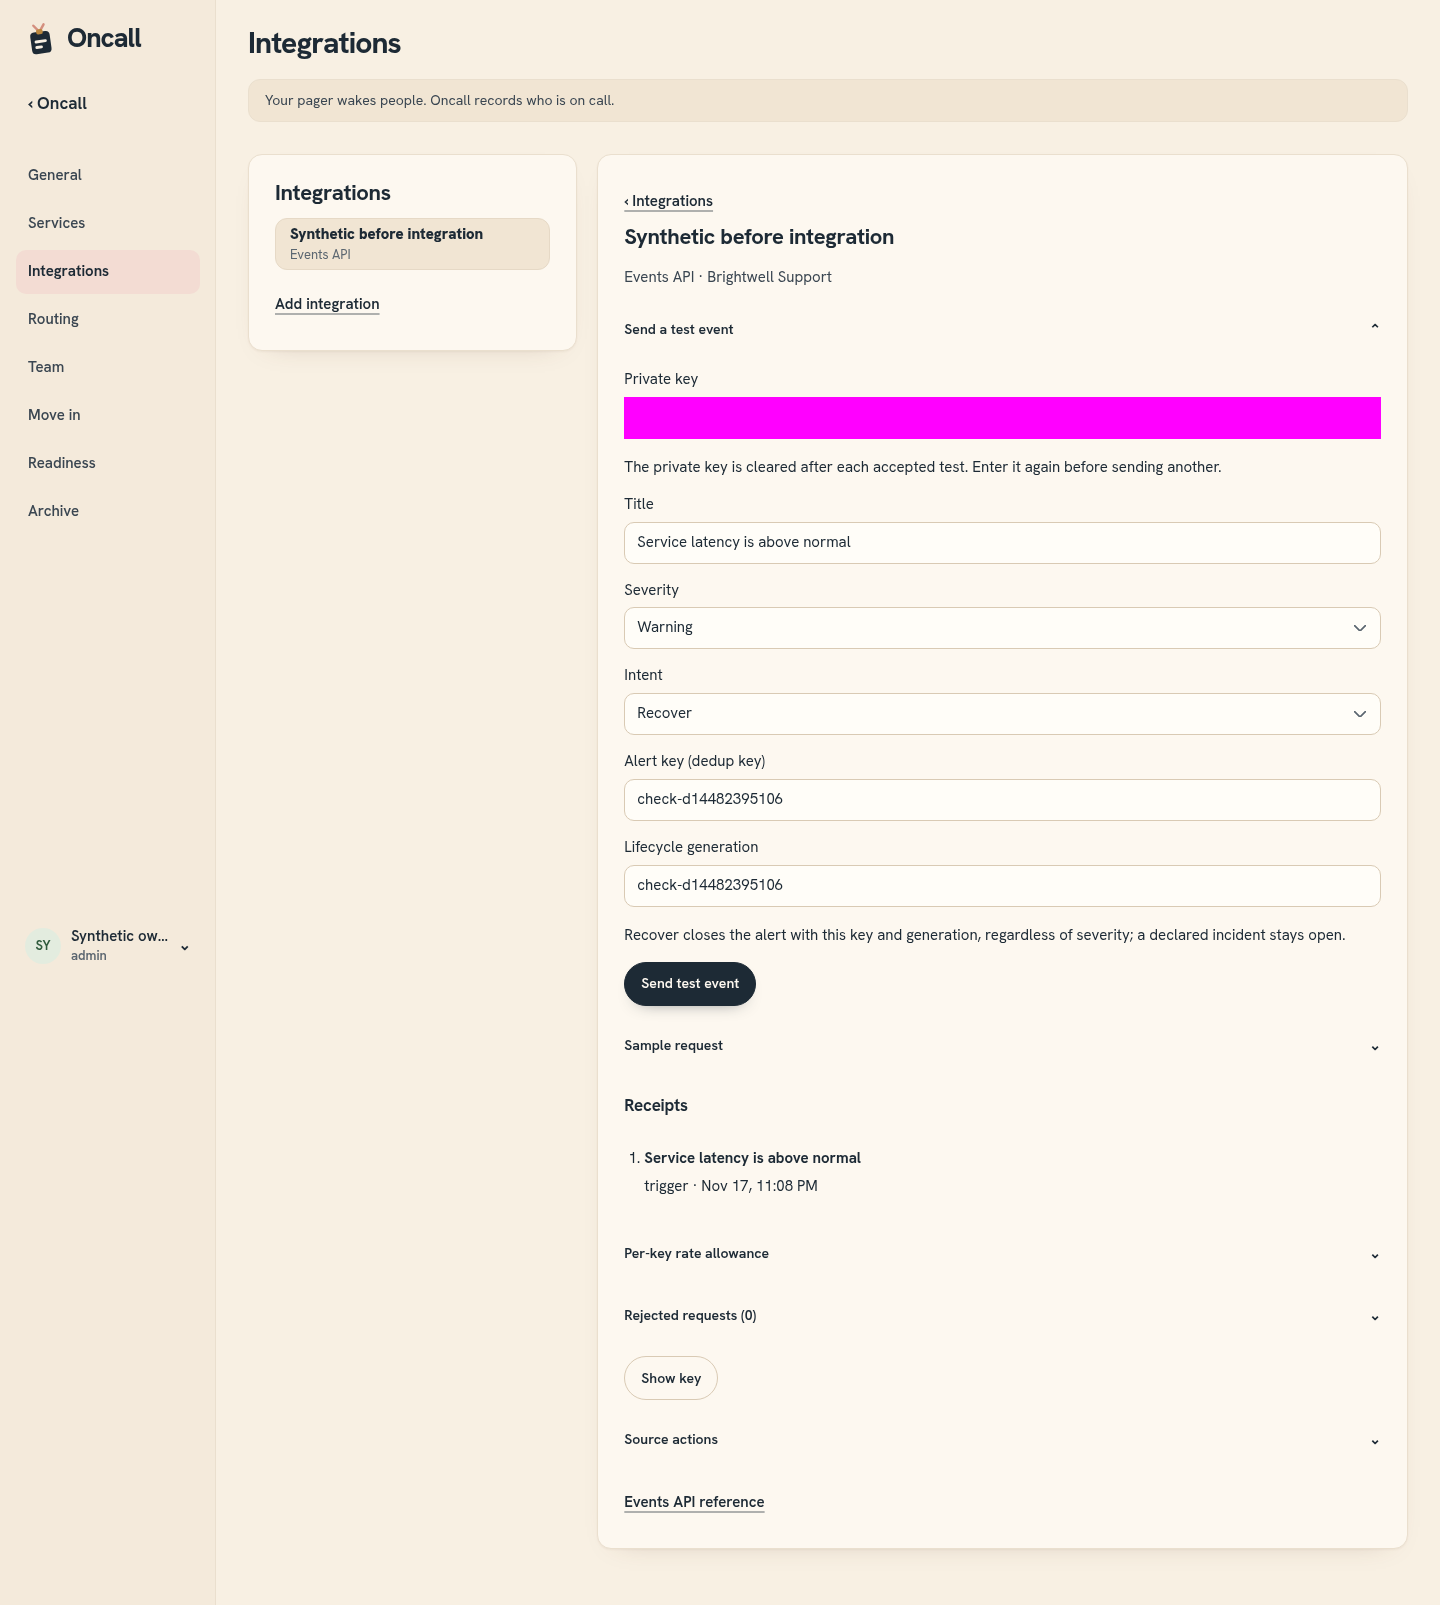 Oncall
‹ Oncall
General
Services
Integrations
Routing
Team
Move in
Readiness
Archive
SY
Synthetic ow...
admin
Integrations
Your pager wakes people. Oncall records who is on call.
Integrations
Synthetic before integration
Events API
Add integration
‹ Integrations
Synthetic before integration
Events API · Brightwell Support
Send a test event
Private key
The private key is cleared after each accepted test. Enter it again before sending another.
Title
Service latency is above normal
Severity
Warning
Intent
Recover
Alert key (dedup key)
check-d14482395106
Lifecycle generation
check-d14482395106
Recover closes the alert with this key and generation, regardless of severity; a declared incident stays open.
Send test event
Sample request
Receipts
1. Service latency is above normal
trigger · Nov 17, 11:08 PM
Per-key rate allowance
Rejected requests (0)
Show key
Source actions
Events API reference